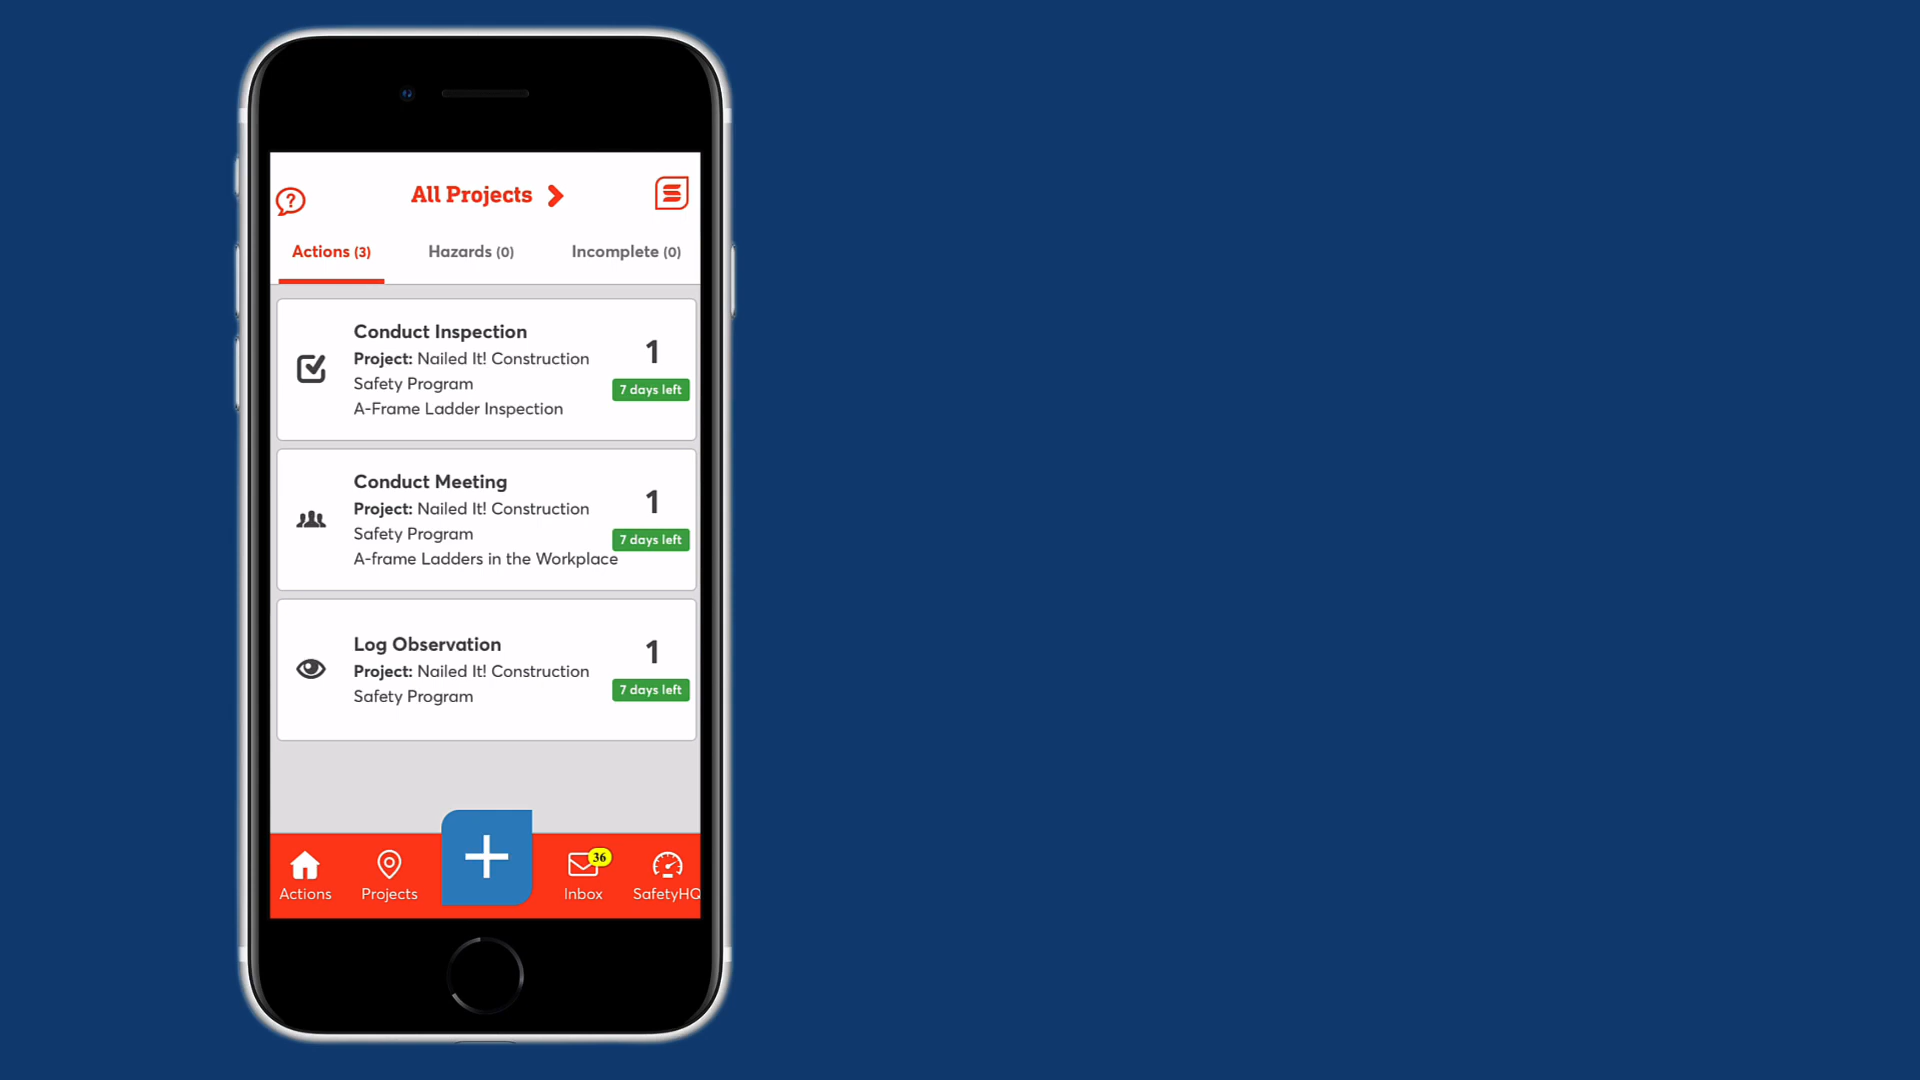 All Projects
Actions (3)
Hazards (0)
Incomplete (0)
Conduct Inspection
Project: Nailed It! Construction
Safety Program
A-Frame Ladder Inspection
1
7 days left
Conduct Meeting
Project: Nailed It! Construction
Safety Program
A-frame Ladders in the Workplace
1
7 days left
Log Observation
Project: Nailed It! Construction
Safety Program
1
7 days left
Actions
Projects
36
Inbox
SafetyHQ